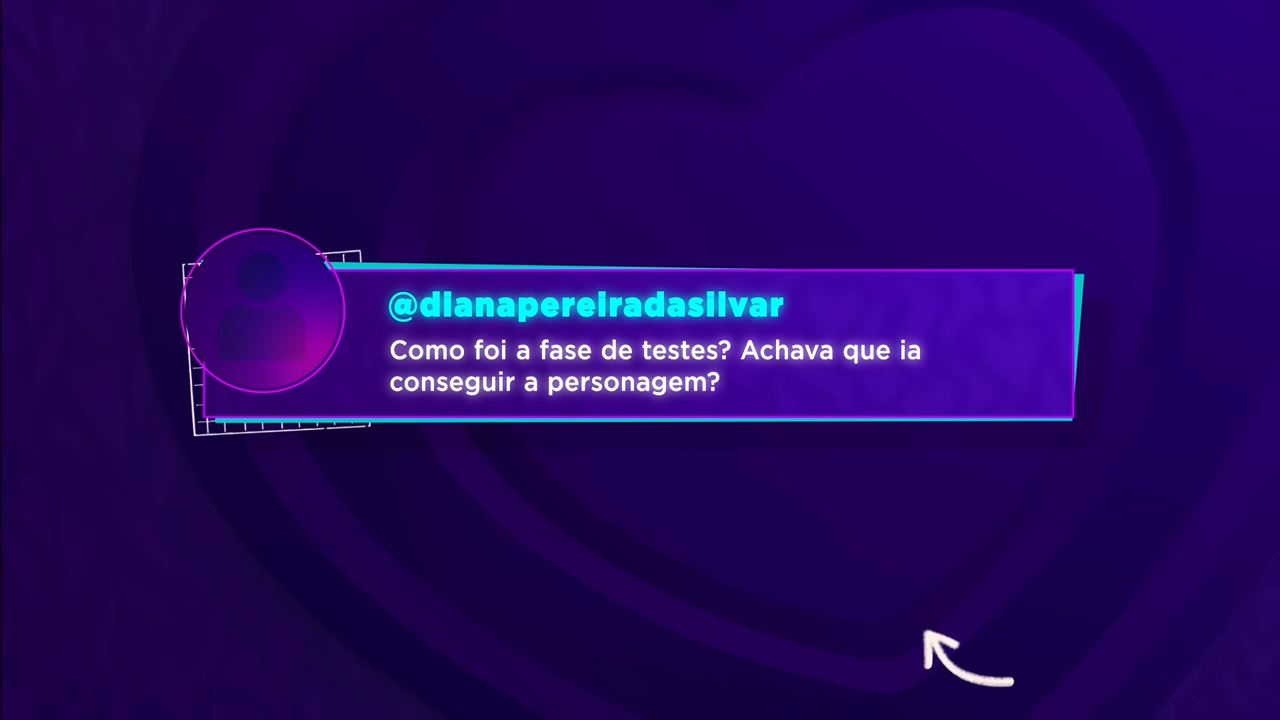 @dianapereiradasilvar
Como foi a fase de testes? Achava que ia
conseguir a personagem?